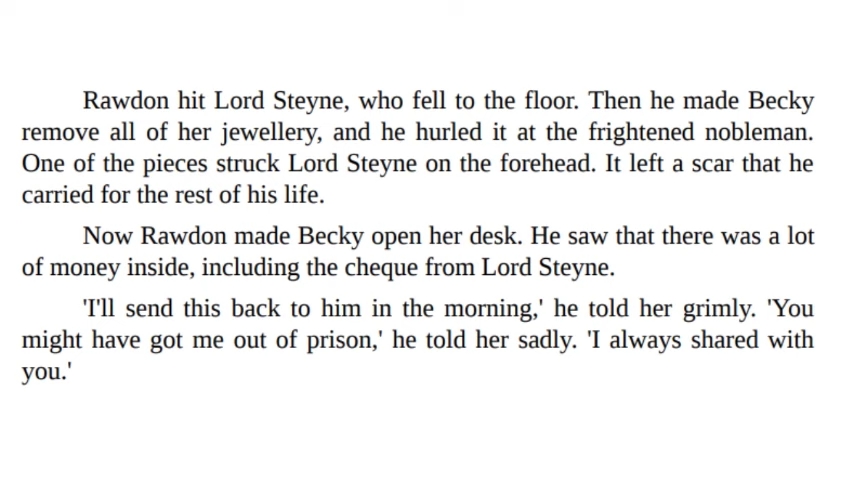 Rawdon hit Lord Steyne, who fell to the floor. Then he made Becky
remove all of her jewellery, and he hurled it at the frightened nobleman.
One of the pieces struck Lord Steyne on the forehead. It left a scar that he
carried for the rest of his life.
Now Rawdon made Becky open her desk. He saw that there was a lot
of money inside, including the cheque from Lord Steyne.
'I'll send this back to him in the morning,' he told her grimly. 'You
might have got me out of prison,' he told her sadly. 'I always shared with
you.'